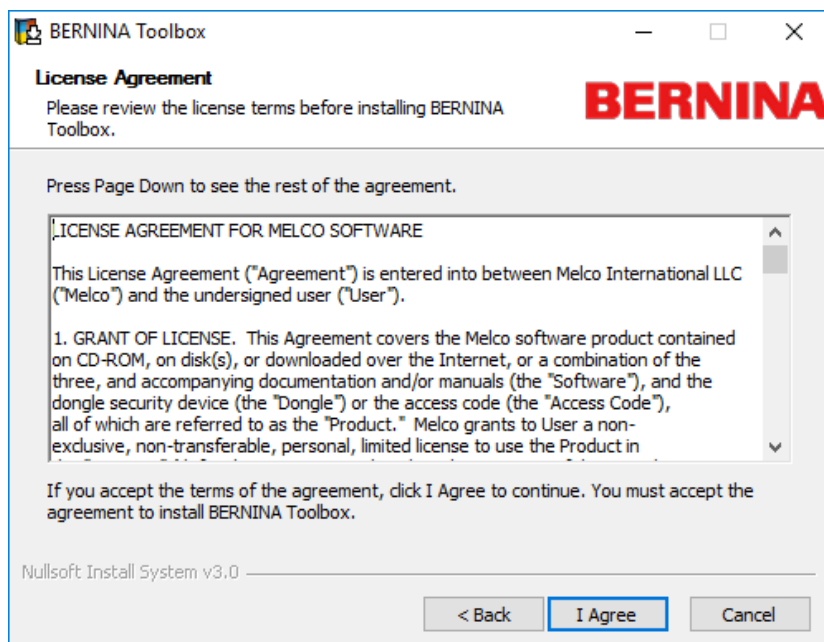 BERNINA Toolbox
License Agreement
Please review the license terms before installing BERNINA
Toolbox.
BERNINA
Press Page Down to see the rest of the agreement.
LICENSE AGREEMENT FOR MELCO SOFTWARE
This License Agreement ("Agreement") is entered into between Melco International LLC
("Melco") and the undersigned user ("User").
1. GRANT OF LICENSE.  This Agreement covers the Melco software product contained
on CD-ROM, on disk(s), or downloaded over the Internet, or a combination of the
three, and accompanying documentation and/or manuals (the "Software"), and the
dongle security device (the "Dongle") or the access code (the "Access Code"),
all of which are referred to as the "Product."  Melco grants to User a non-
exclusive, non-transferable, personal, limited license to use the Product in
If you accept the terms of the agreement, click I Agree to continue. You must accept the
agreement to install BERNINA Toolbox.
Nullsoft Install System v3.0
< Back
I Agree
Cancel